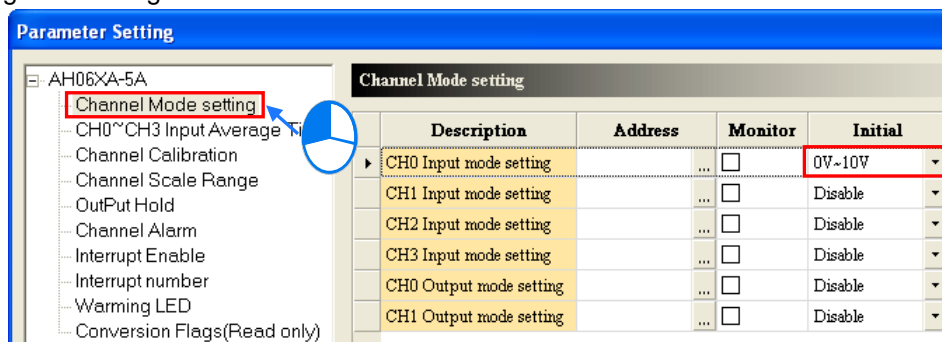 Parameter Setting
AH06XA-5A
Channel Mode setting
CH0~CH3 Input Average
Channel Calibration
Channel Scale Range
OutPut Hold
Channel Alarm
Interrupt Enable
Interrupt number
Warming LED
Conversion Flags(Read only)
Channel Mode setting
Description Address Monitor Initial
CH0 Input mode setting ... 0V~10V
CH1 Input mode setting ... Disable
CH2 Input mode setting ... Disable
CH3 Input mode setting ... Disable
CH0 Output mode setting ... Disable
CH1 Output mode setting ... Disable